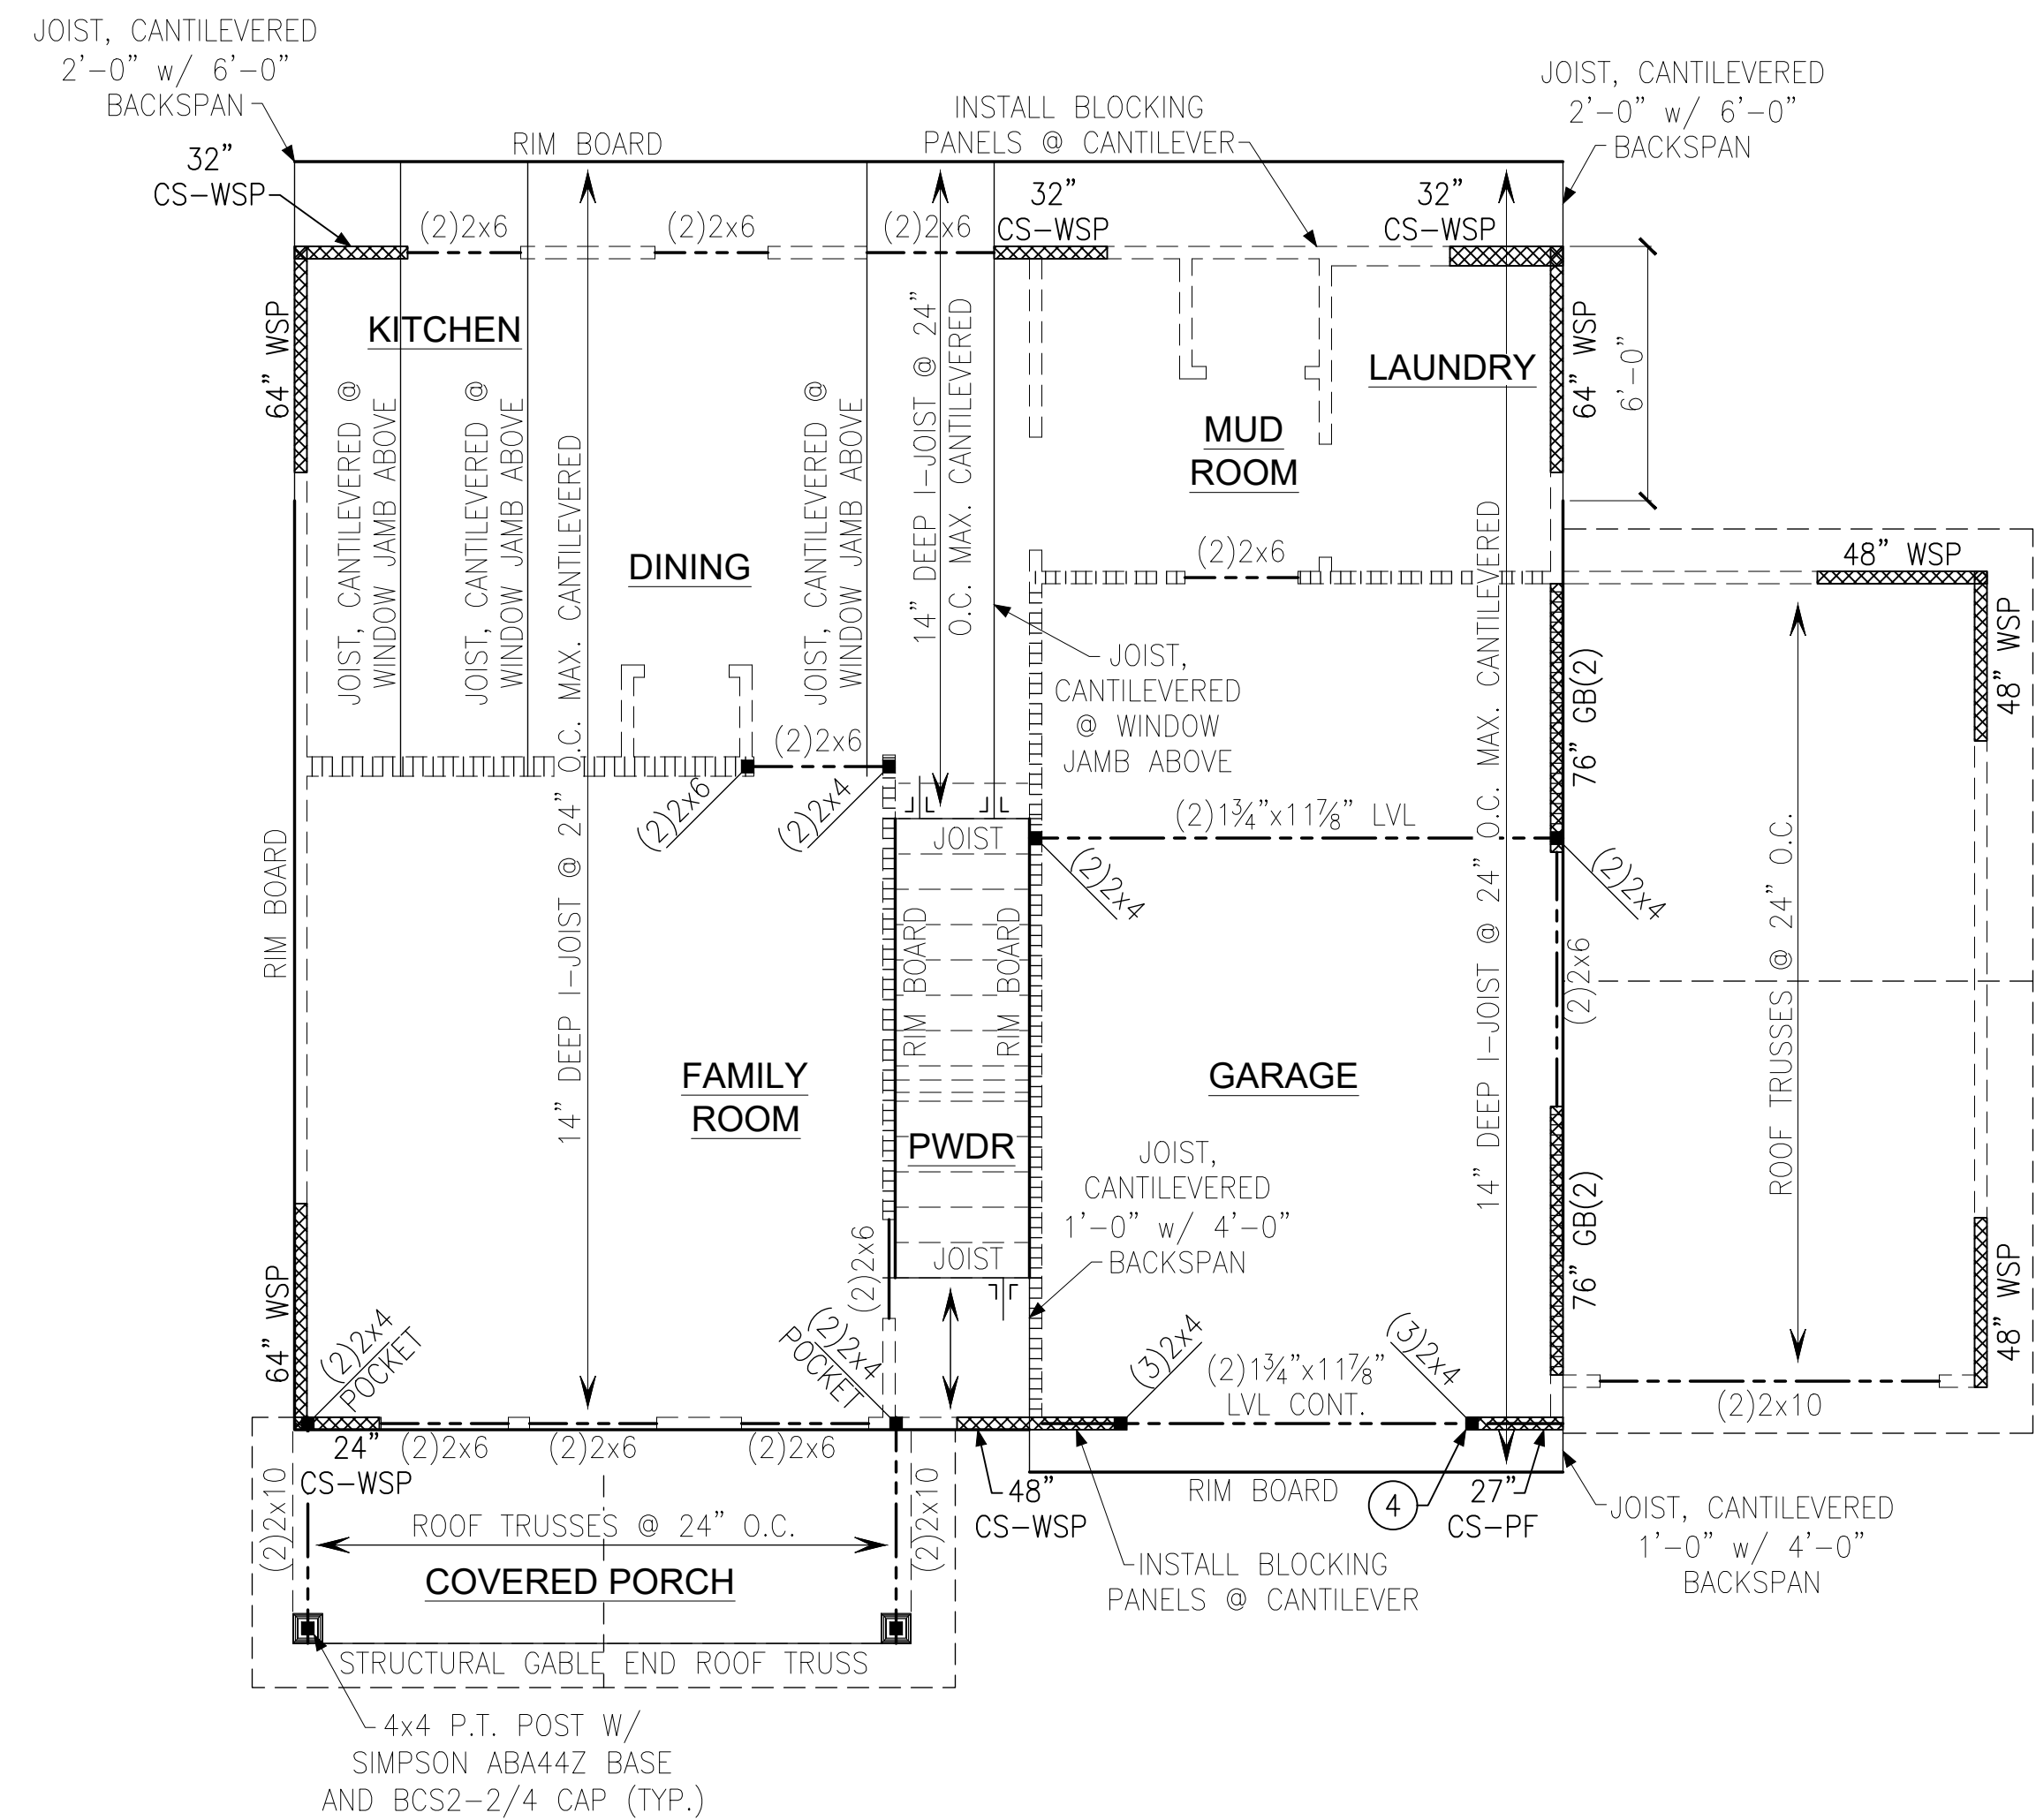 JOIST, CANTILEVERED
2'-0" w/ 6'-0"
BACKSPAN
JOIST, CANTILEVERED
2'-0" w/ 6'-0"
BACKSPAN
INSTALL BLOCKING
PANELS @ CANTILEVER
RIM BOARD
32"
CS-WSP
32"
CS-WSP
32"
CS-WSP
(2)2x6
(2)2x6
(2)2x6
64" WSP
KITCHEN
JOIST, CANTILEVERED @
WINDOW JAMB ABOVE
JOIST, CANTILEVERED @
WINDOW JAMB ABOVE
14" DEEP I-JOIST @ 24" O.C. MAX. CANTILEVERED
JOIST, CANTILEVERED @
WINDOW JAMB ABOVE
14" DEEP I-JOIST @ 24"
O.C. MAX. CANTILEVERED
LAUNDRY
64" WSP
6'-0"
MUD
ROOM
DINING
(2)2x6
48" WSP
48" WSP
JOIST,
CANTILEVERED
@ WINDOW
JAMB ABOVE
14" DEEP I-JOIST @ 24" O.C. MAX. CANTILEVERED
76" GB(2)
(2)2x6
(2)2x6
(2)2x4
(2)1¾"x11⅞" LVL
JOIST
(2)2x4
(2)2x4
RIM BOARD
RIM BOARD
RIM BOARD
(2)2x6
ROOF TRUSSES @ 24" O.C.
FAMILY
ROOM
GARAGE
PWDR
JOIST,
CANTILEVERED
1'-0" w/ 4'-0"
BACKSPAN
76" GB(2)
JOIST
(2)2x6
64" WSP
(2)2x4
POCKET
(2)2x4
POCKET
(3)2x4
(2)1¾"x11⅞"
LVL CONT.
(3)2x4
48" WSP
(2)2x10
24"
CS-WSP
(2)2x6
(2)2x6
(2)2x6
48"
CS-WSP
RIM BOARD
4
27"
CS-PF
JOIST, CANTILEVERED
1'-0" w/ 4'-0"
BACKSPAN
(2)2x10
ROOF TRUSSES @ 24" O.C.
(2)2x10
INSTALL BLOCKING
PANELS @ CANTILEVER
COVERED PORCH
STRUCTURAL GABLE END ROOF TRUSS
4x4 P.T. POST W/
SIMPSON ABA44Z BASE
AND BCS2-2/4 CAP (TYP.)